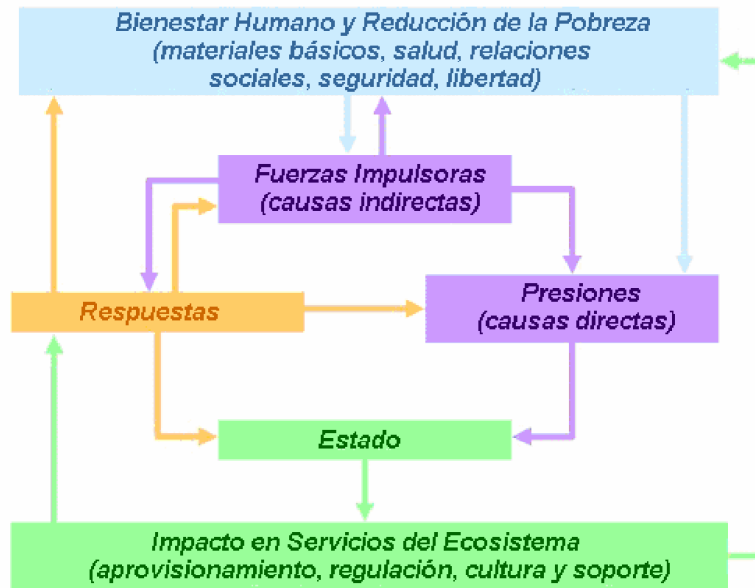 Bienestar Humano y Reducción de la Pobreza
(materiales básicos, salud, relaciones
sociales, seguridad, libertad)
Fuerzas Impulsoras
(causas indirectas)
Respuestas
Presiones
(causas directas)
Estado
Impacto en Servicios del Ecosistema
(aprovisionamiento, regulación, cultura y soporte)